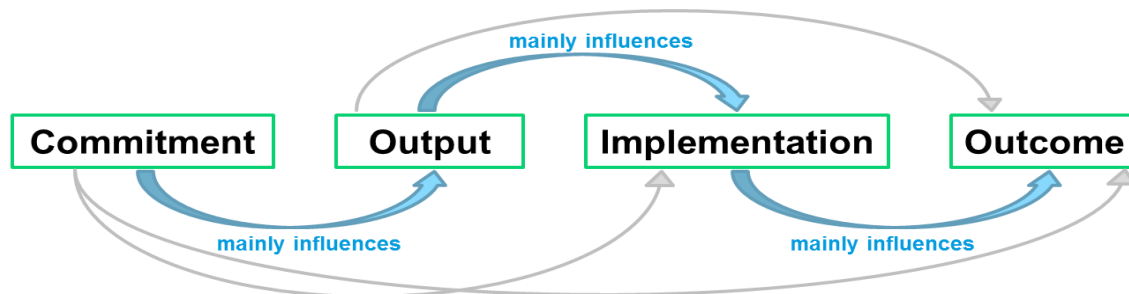 mainly influences
Commitment
Output
Implementation
Outcome
mainly influences
mainly influences